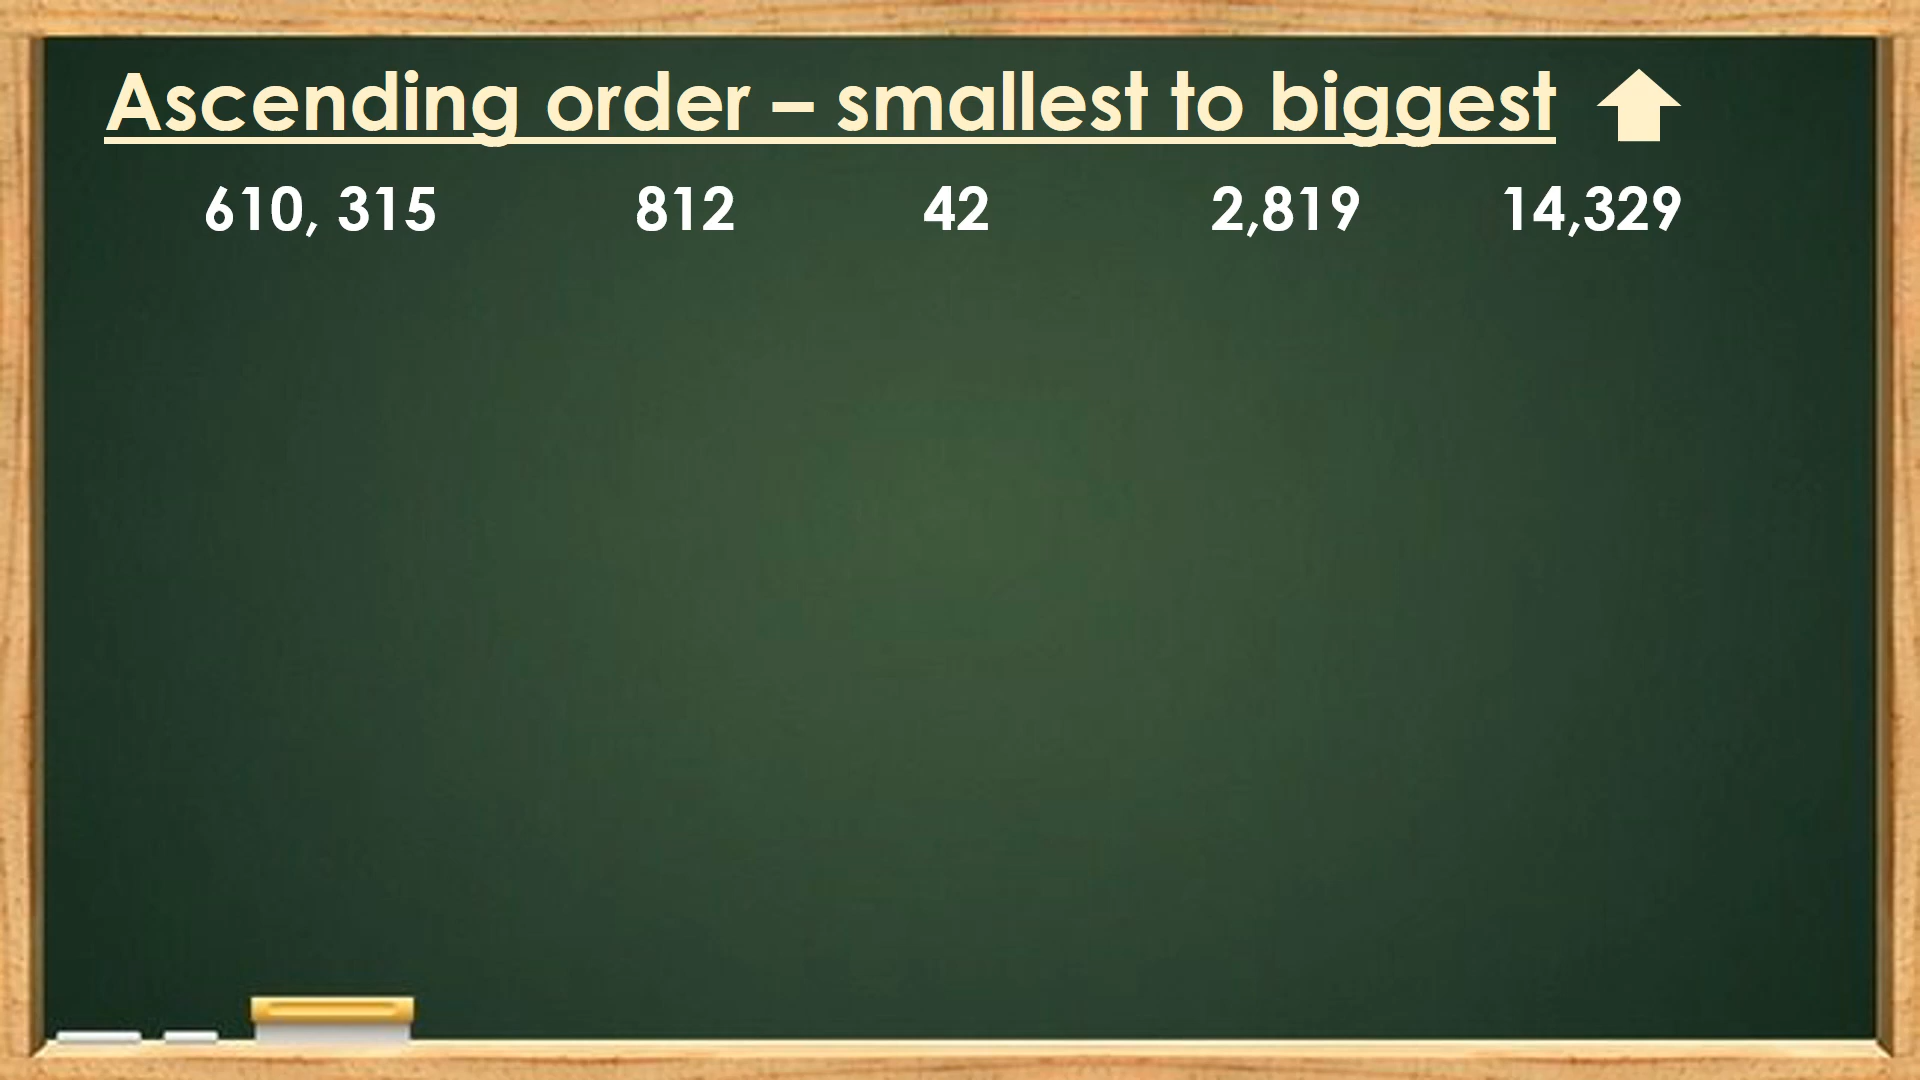 Ascending order – smallest to biggest
610, 315 812 42 2,819 14,329